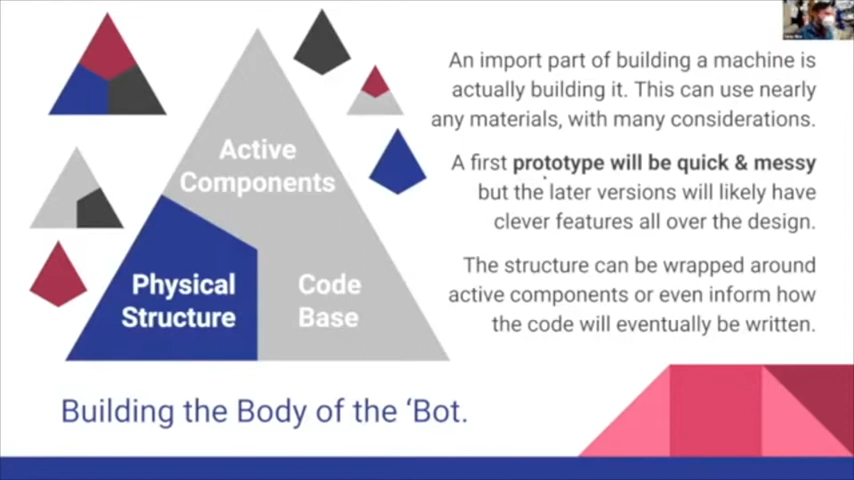 Active
Components
Physical
Structure
Code
Base
An import part of building a machine is
actually building it. This can use nearly
any materials, with many considerations.
A first prototype will be quick & messy
but the later versions will likely have
clever features all over the design.
The structure can be wrapped around
active components or even inform how
the code will eventually be written.
Building the Body of the ‘Bot.